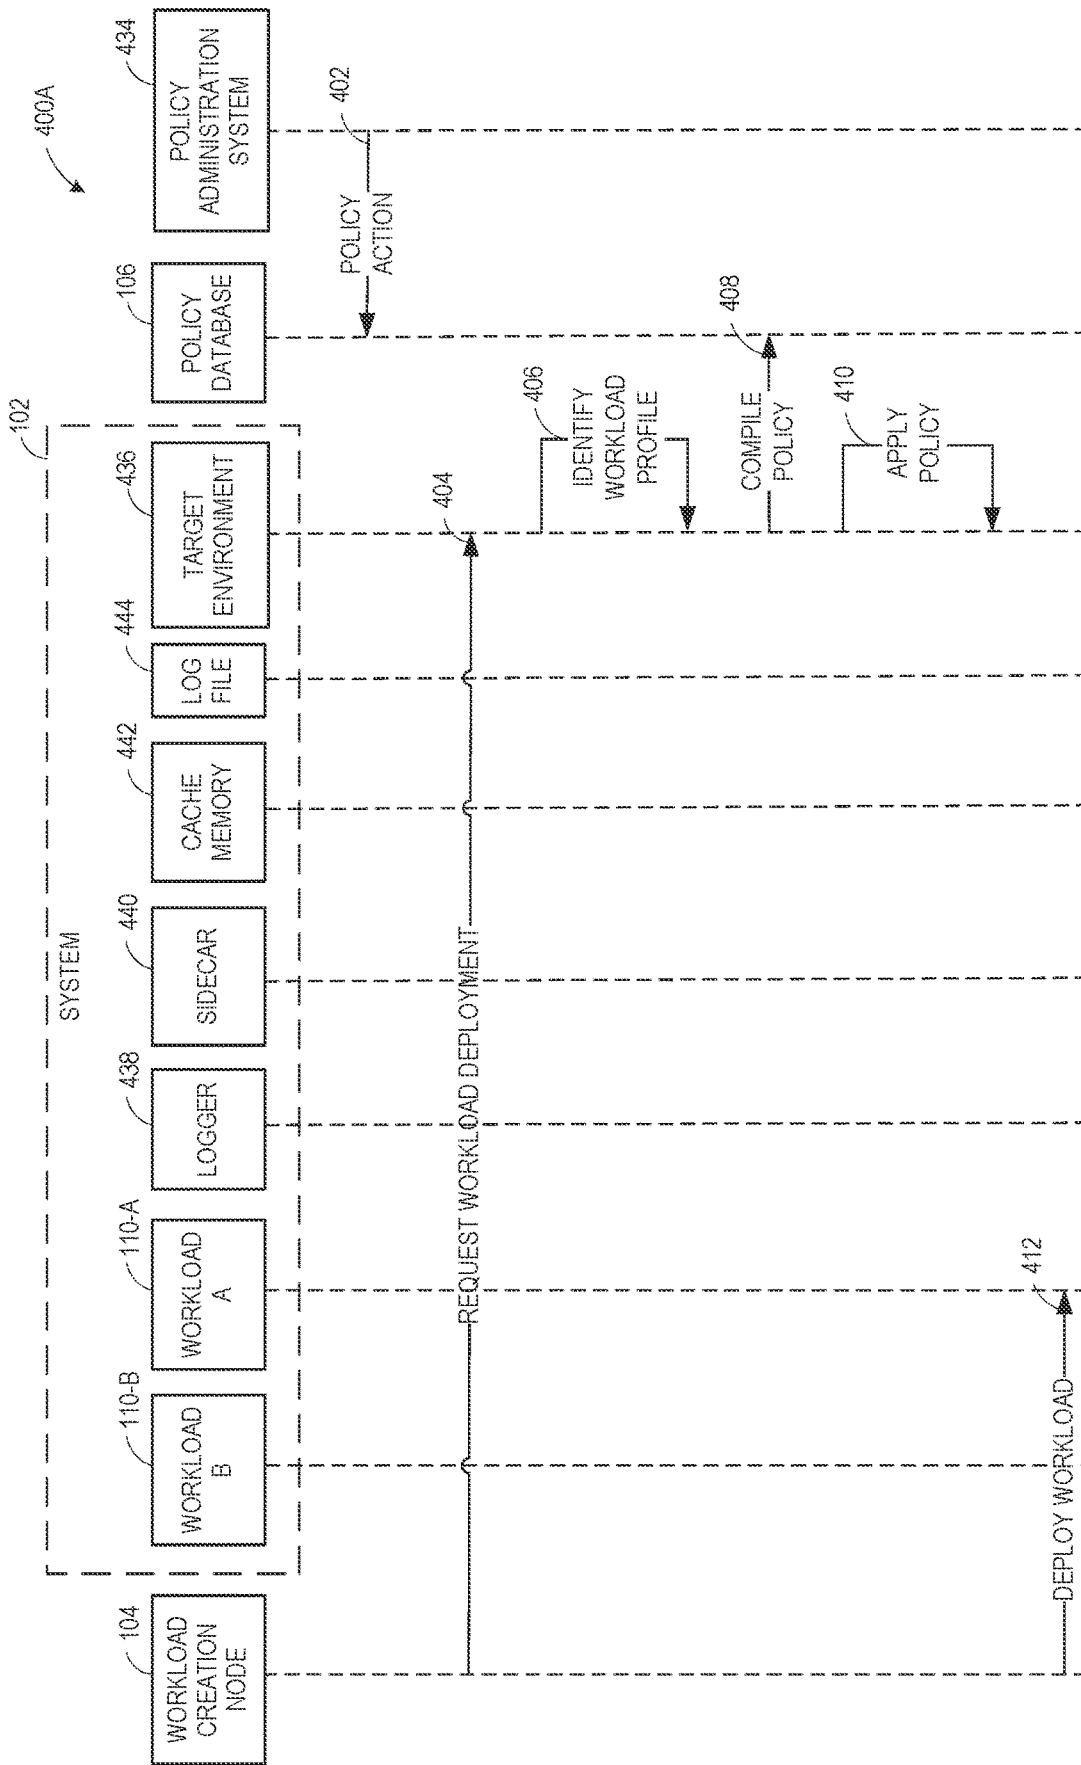 400A
102
SYSTEM
104
110-B
110-A
438
440
442
444
436
106
434
WORKLOAD
CREATION
NODE
WORKLOAD
B
WORKLOAD
A
LOGGER
SIDECAR
CACHE
MEMORY
LOG
FILE
TARGET
ENVIRONMENT
POLICY
DATABASE
POLICY
ADMINISTRATION
SYSTEM
402
POLICY
ACTION
REQUEST WORKLOAD DEPLOYMENT
404
406
IDENTIFY
WORKLOAD
PROFILE
408
COMPILE
POLICY
410
APPLY
POLICY
412
DEPLOY WORKLOAD